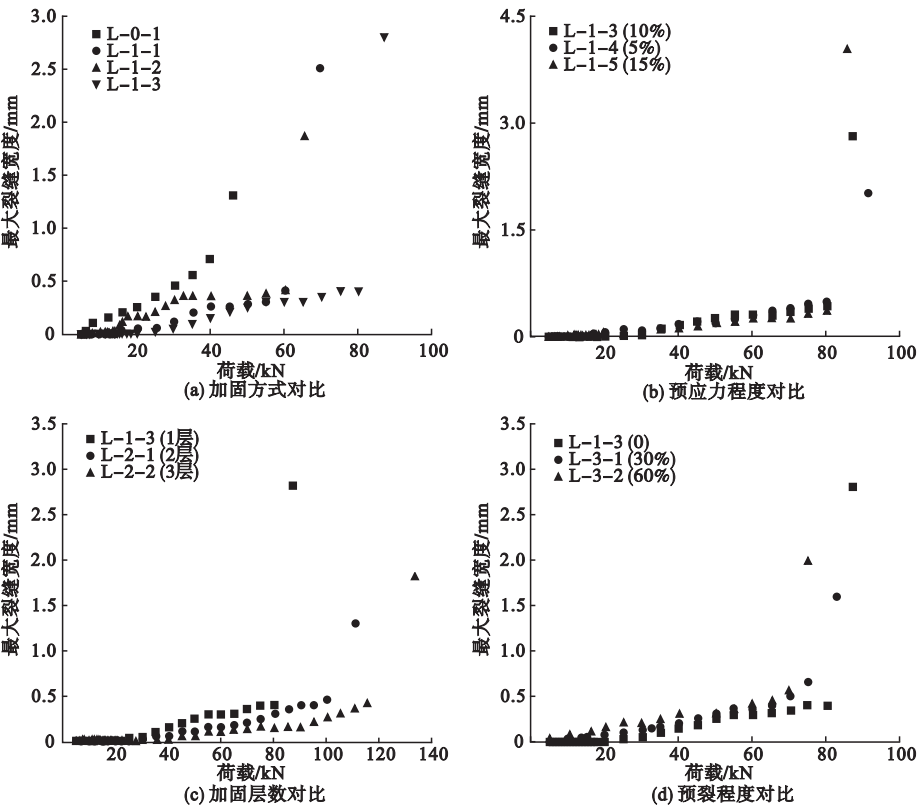 3.0
2.5
2.0
1.5
1.0
0.5
0
20
40
60
80
100
最大裂缝宽度/mm
L-0-1
L-1-1
L-1-2
L-1-3
荷载/kN
(a) 加固方式对比
4.5
3.0
1.5
0
20
40
60
80
100
最大裂缝宽度/mm
L-1-3 (10%)
L-1-4 (5%)
L-1-5 (15%)
荷载/kN
(b) 预应力程度对比
3.5
3.0
2.5
2.0
1.5
1.0
0.5
0
20
40
60
80
100
120
140
最大裂缝宽度/mm
L-1-3 (1层)
L-2-1 (2层)
L-2-2 (3层)
荷载/kN
(c) 加固层数对比
3.5
3.0
2.5
2.0
1.5
1.0
0.5
0
20
40
60
80
100
最大裂缝宽度/mm
L-1-3 (0)
L-3-1 (30%)
L-3-2 (60%)
荷载/kN
(d) 预裂程度对比